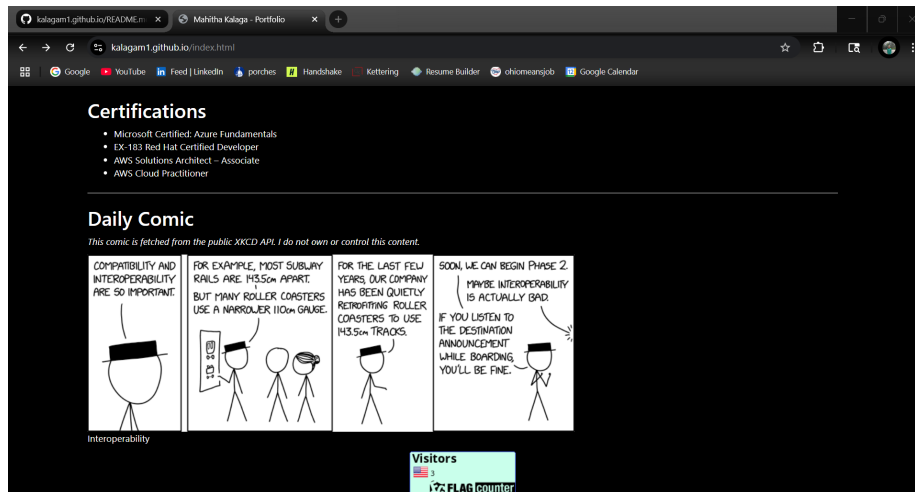 kalagam1.github.io/README.m
Mahitha Kalaga - Portfolio
kalagam1.github.io/index.html
Google
YouTube
Feed | LinkedIn
porches
Handshake
Kettering
Resume Builder
ohiomeansjob
Google Calendar
Certifications
Microsoft Certified: Azure Fundamentals
EX-183 Red Hat Certified Developer
AWS Solutions Architect – Associate
AWS Cloud Practitioner
Daily Comic
This comic is fetched from the public XKCD API. I do not own or control this content.
COMPATIBILITY AND
INTEROPERABILITY
ARE SO IMPORTANT.
FOR EXAMPLE, MOST SUBWAY
RAILS ARE 143.5cm APART.
BUT MANY ROLLER COASTERS
USE A NARROWER 110cm GAUGE.
FOR THE LAST FEW
YEARS, OUR COMPANY
HAS BEEN QUIETLY
RETROFITTING ROLLER
COASTERS TO USE
143.5cm TRACKS.
SOON, WE CAN BEGIN PHASE 2.
MAYBE INTEROPERABILITY
IS ACTUALLY BAD.
IF YOU LISTEN TO
THE DESTINATION
ANNOUNCEMENT
WHILE BOARDING,
YOU'LL BE FINE.
Interoperability
Visitors
3
FLAG counter